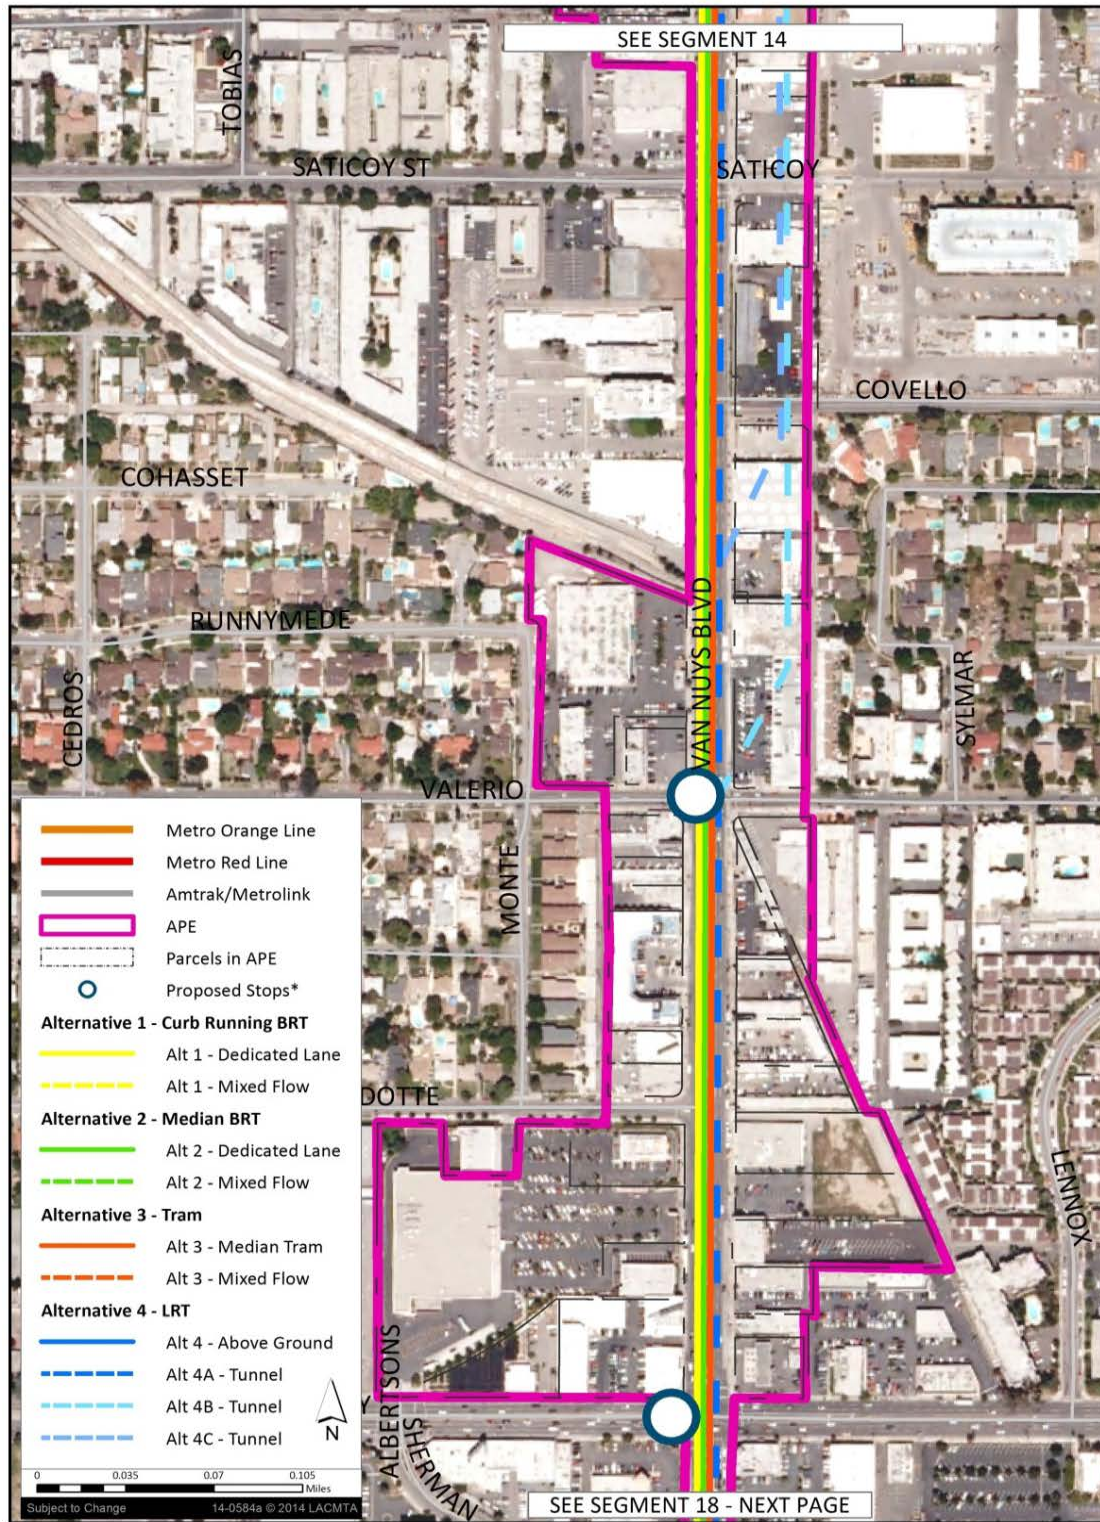 SEE SEGMENT 14
TOBIAS
SATICOY ST
SATICOY
COVELLO
COHASSET
RUNNYMEDE
VAN NUYS BLVD
CEDROS
SYLMAR
VALERIO
MONTE
DOTTE
LENNOX
ALBERTSONS
SHERMAN
Y
Metro Orange Line
Metro Red Line
Amtrak/Metrolink
APE
Parcels in APE
Proposed Stops*
Alternative 1 - Curb Running BRT
Alt 1 - Dedicated Lane
Alt 1 - Mixed Flow
Alternative 2 - Median BRT
Alt 2 - Dedicated Lane
Alt 2 - Mixed Flow
Alternative 3 - Tram
Alt 3 - Median Tram
Alt 3 - Mixed Flow
Alternative 4 - LRT
Alt 4 - Above Ground
Alt 4A - Tunnel
Alt 4B - Tunnel
Alt 4C - Tunnel
N
0 0.035 0.07 0.105
Miles
Subject to Change 14-0584a © 2014 LACMTA
SEE SEGMENT 18 - NEXT PAGE